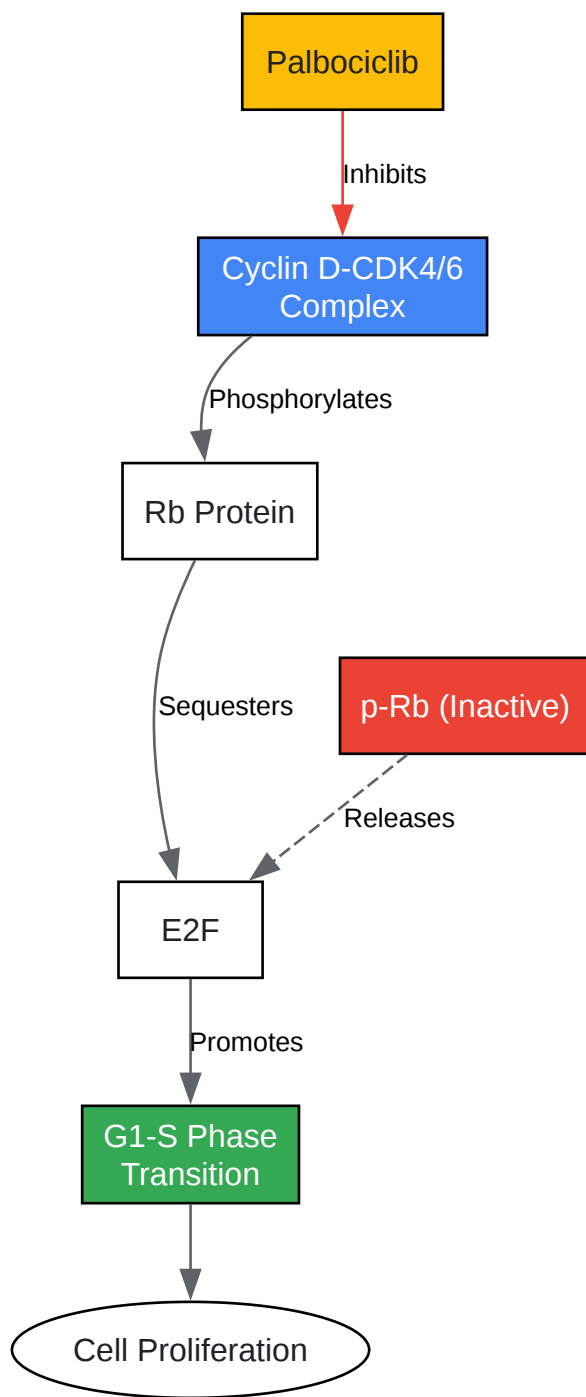 Palbociclib
Inhibits
Cyclin D-CDK4/6
Complex
Phosphorylates
Rb Protein
Sequesters
p-Rb (Inactive)
Releases
E2F
Promotes
G1-S Phase
Transition
Cell Proliferation